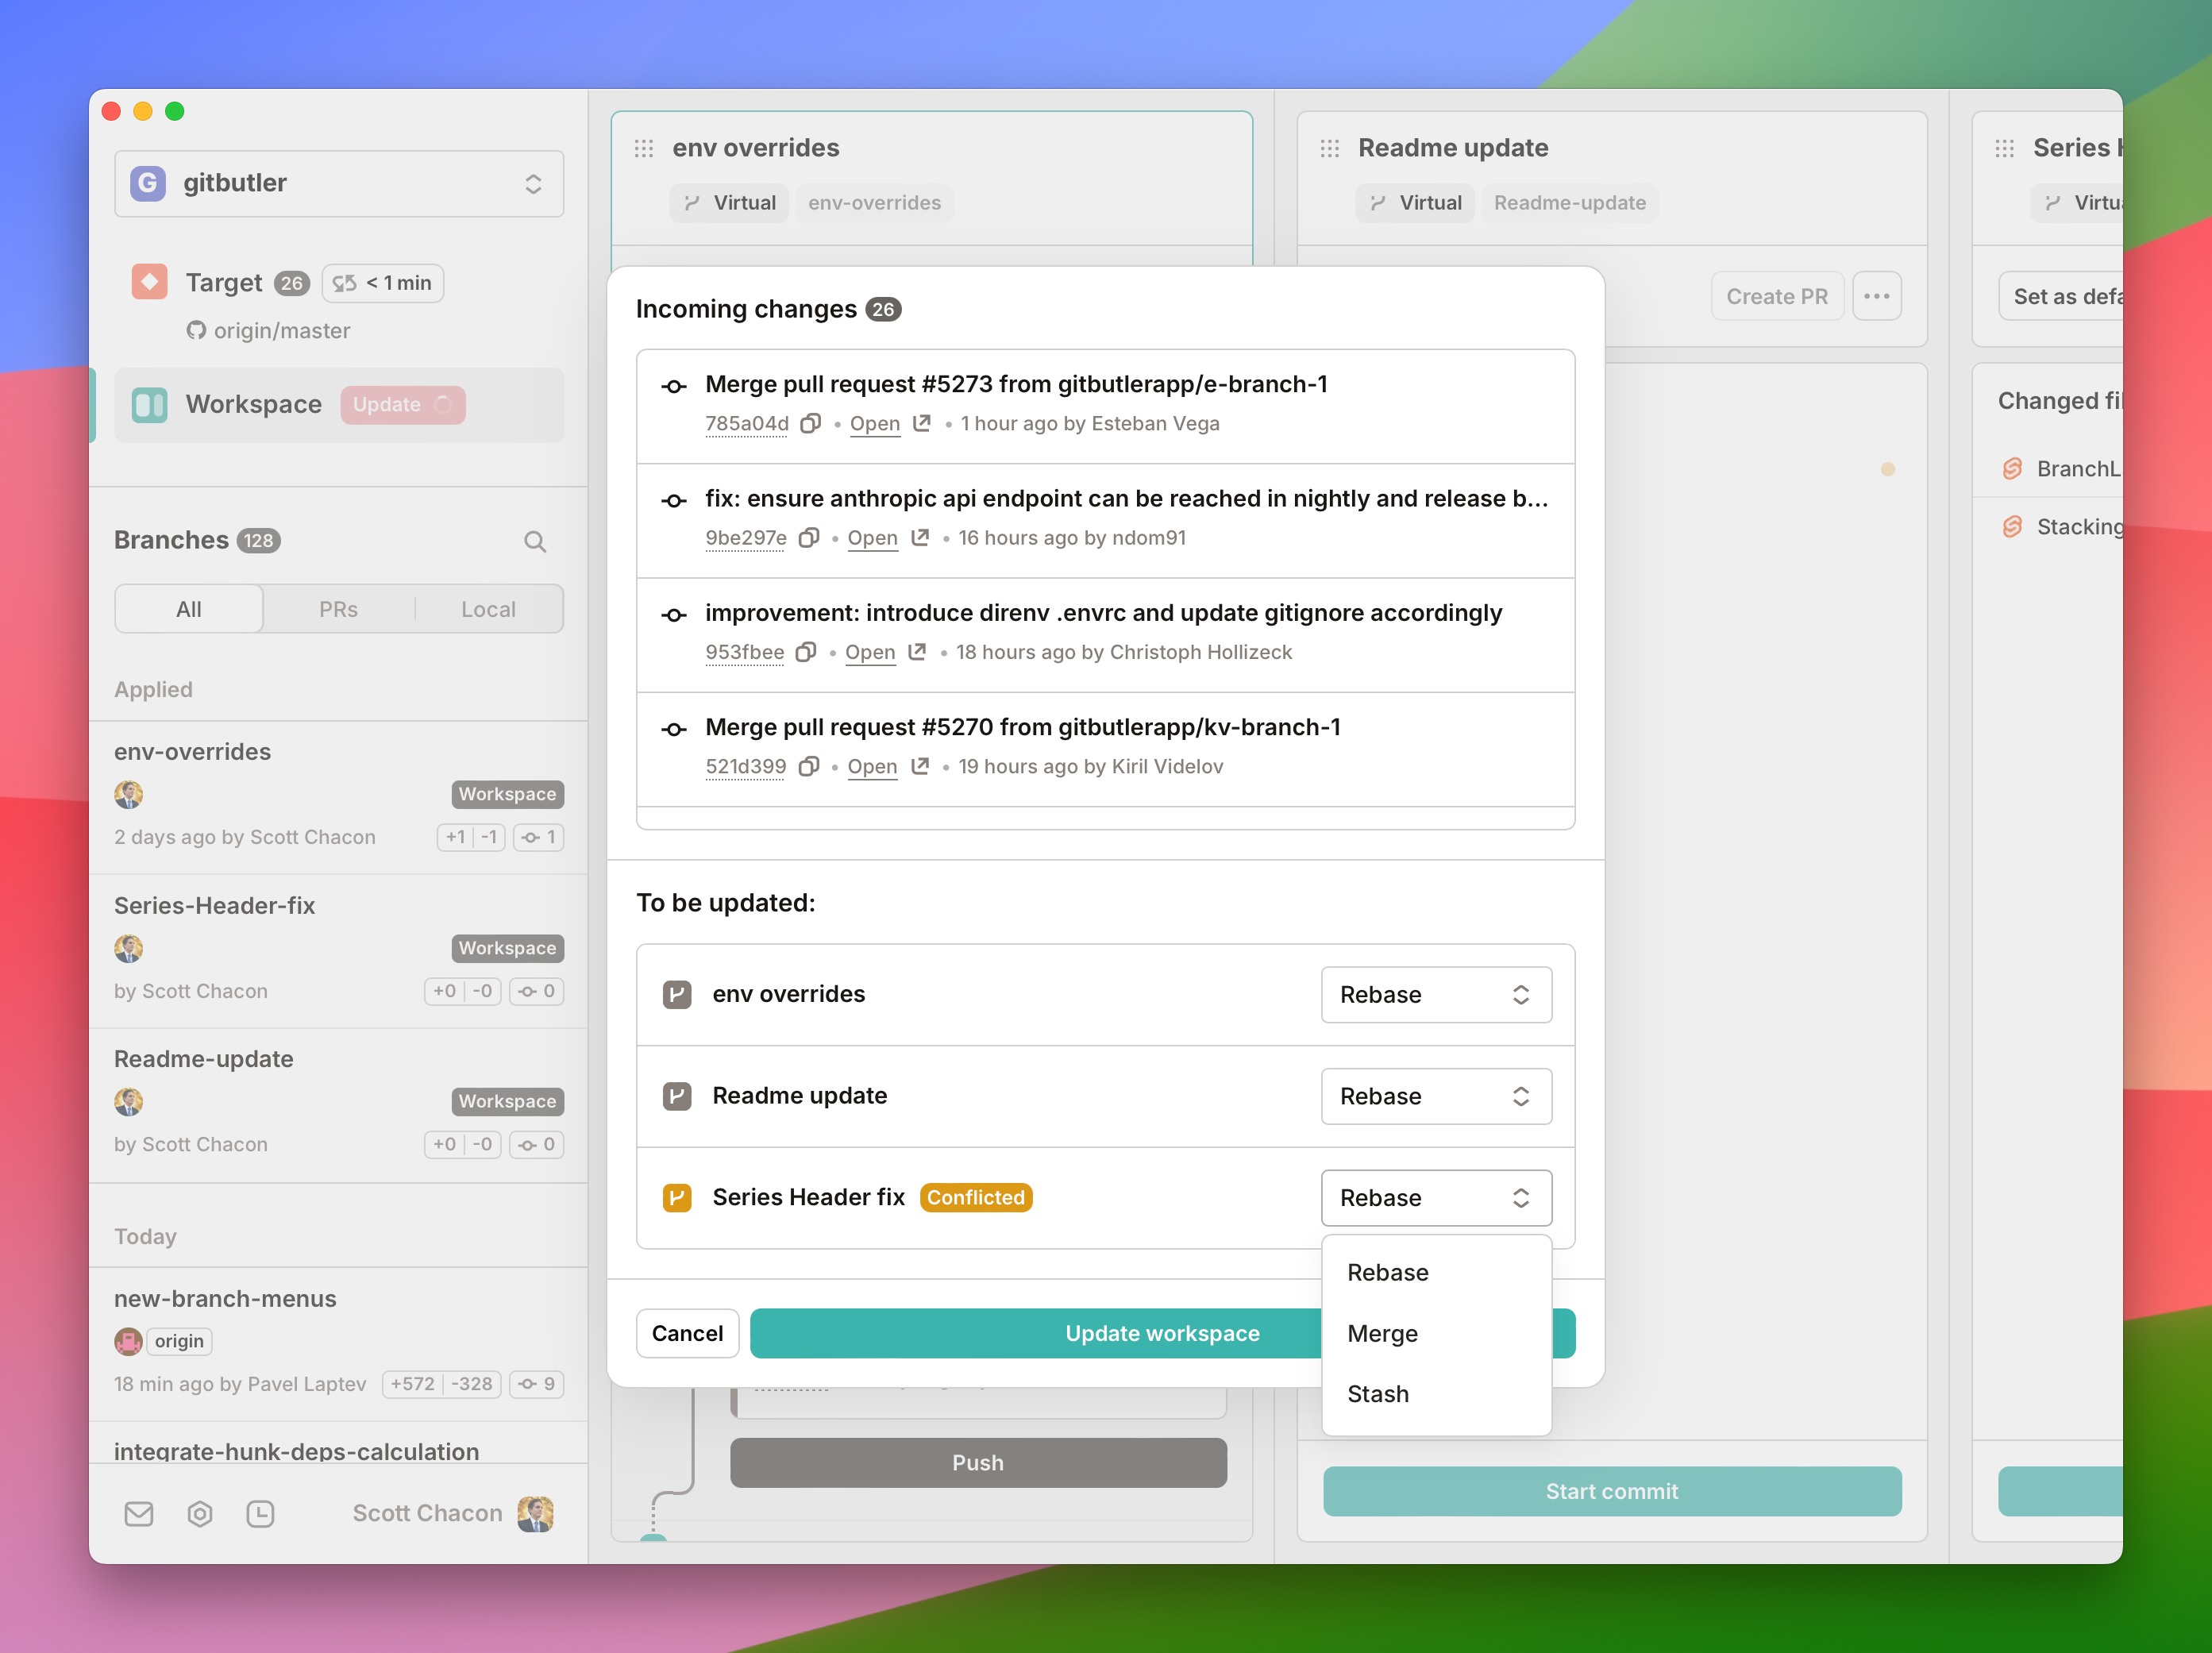 G gitbutler
Target 26 < 1 min
origin/master
Workspace Update
Branches 128
All PRs Local
Applied
env-overrides
Workspace
2 days ago by Scott Chacon +1 -1 1
Series-Header-fix
Workspace
by Scott Chacon +0 -0 0
Readme-update
Workspace
by Scott Chacon +0 -0 0
Today
new-branch-menus
origin
18 min ago by Pavel Laptev +572 -328 9
integrate-hunk-deps-calculation
Scott Chacon
env overrides
Virtual env-overrides
Incoming changes 26
Merge pull request #5273 from gitbutlerapp/e-branch-1
785a04d • Open • 1 hour ago by Esteban Vega
fix: ensure anthropic api endpoint can be reached in nightly and release b...
9be297e • Open • 16 hours ago by ndom91
improvement: introduce direnv .envrc and update gitignore accordingly
953fbee • Open • 18 hours ago by Christoph Hollizeck
Merge pull request #5270 from gitbutlerapp/kv-branch-1
521d399 • Open • 19 hours ago by Kiril Videlov
To be updated:
env overrides Rebase
Readme update Rebase
Series Header fix Conflicted Rebase
Rebase
Merge
Stash
Cancel Update workspace
Push
Readme update
Virtual Readme-update
Create PR
Start commit
Series
Set as
Changed